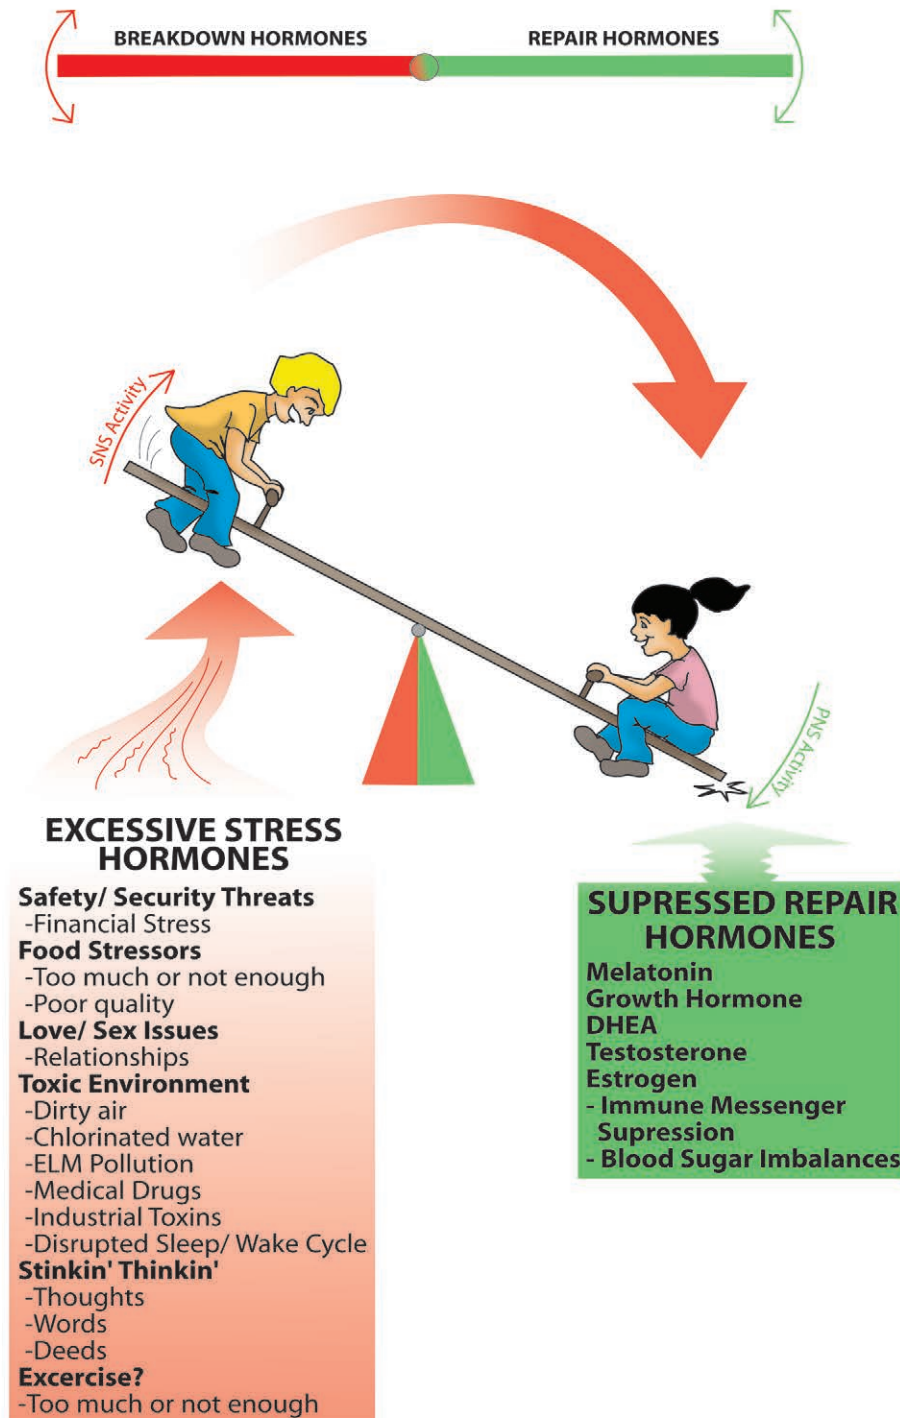 BREAKDOWN HORMONES
REPAIR HORMONES
SNS Activity
PNS Activity
EXCESSIVE STRESS
HORMONES
Safety/ Security Threats
-Financial Stress
Food Stressors
-Too much or not enough
-Poor quality
Love/ Sex Issues
-Relationships
Toxic Environment
-Dirty air
-Chlorinated water
-ELM Pollution
-Medical Drugs
-Industrial Toxins
-Disrupted Sleep/ Wake Cycle
Stinkin' Thinkin'
-Thoughts
-Words
-Deeds
Excercise?
-Too much or not enough
SUPRESSED REPAIR
HORMONES
Melatonin
Growth Hormone
DHEA
Testosterone
Estrogen
- Immune Messenger
Supression
- Blood Sugar Imbalances